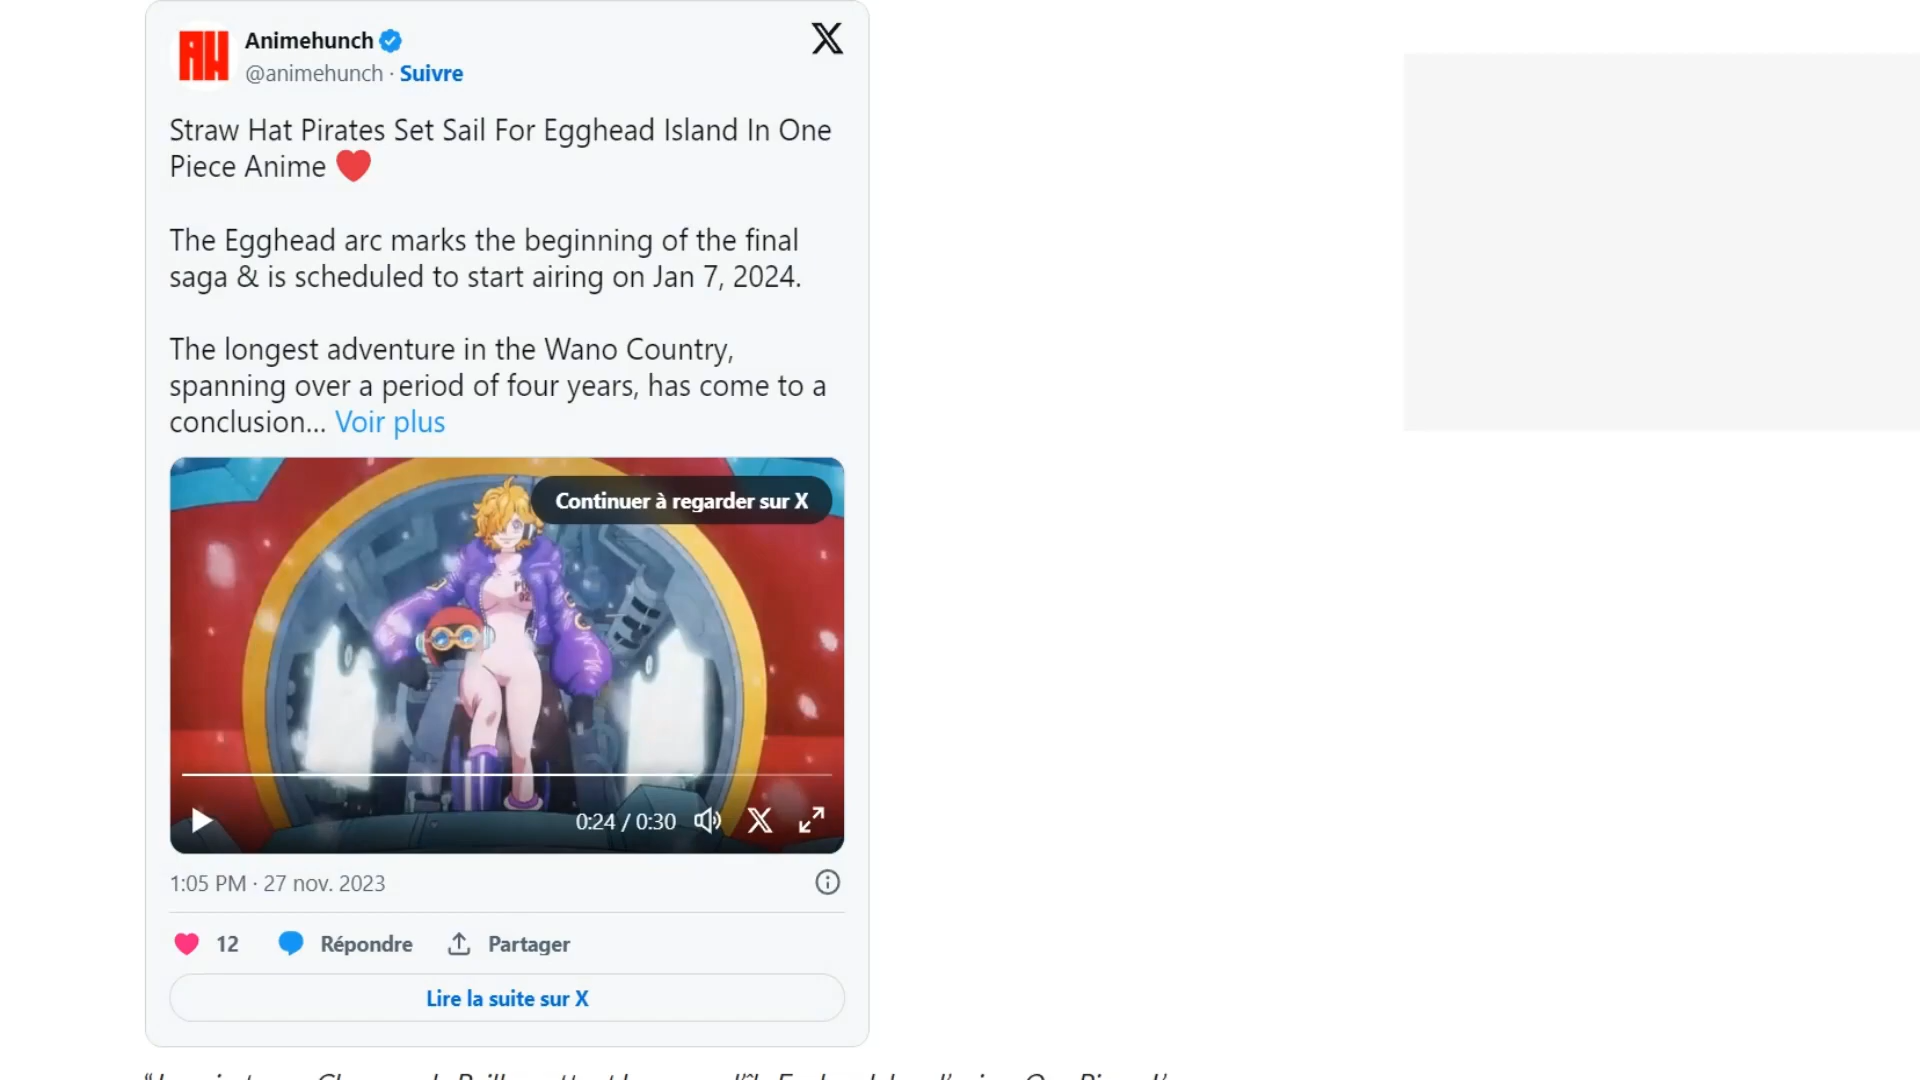 Animehunch
@animehunch · Suivre
Straw Hat Pirates Set Sail For Egghead Island In One
Piece Anime ❤️
The Egghead arc marks the beginning of the final
saga & is scheduled to start airing on Jan 7, 2024.
The longest adventure in the Wano Country,
spanning over a period of four years, has come to a
conclusion... Voir plus
Continuer à regarder sur X
0:24 / 0:30
1:05 PM · 27 nov. 2023
12 Répondre Partager
Lire la suite sur X